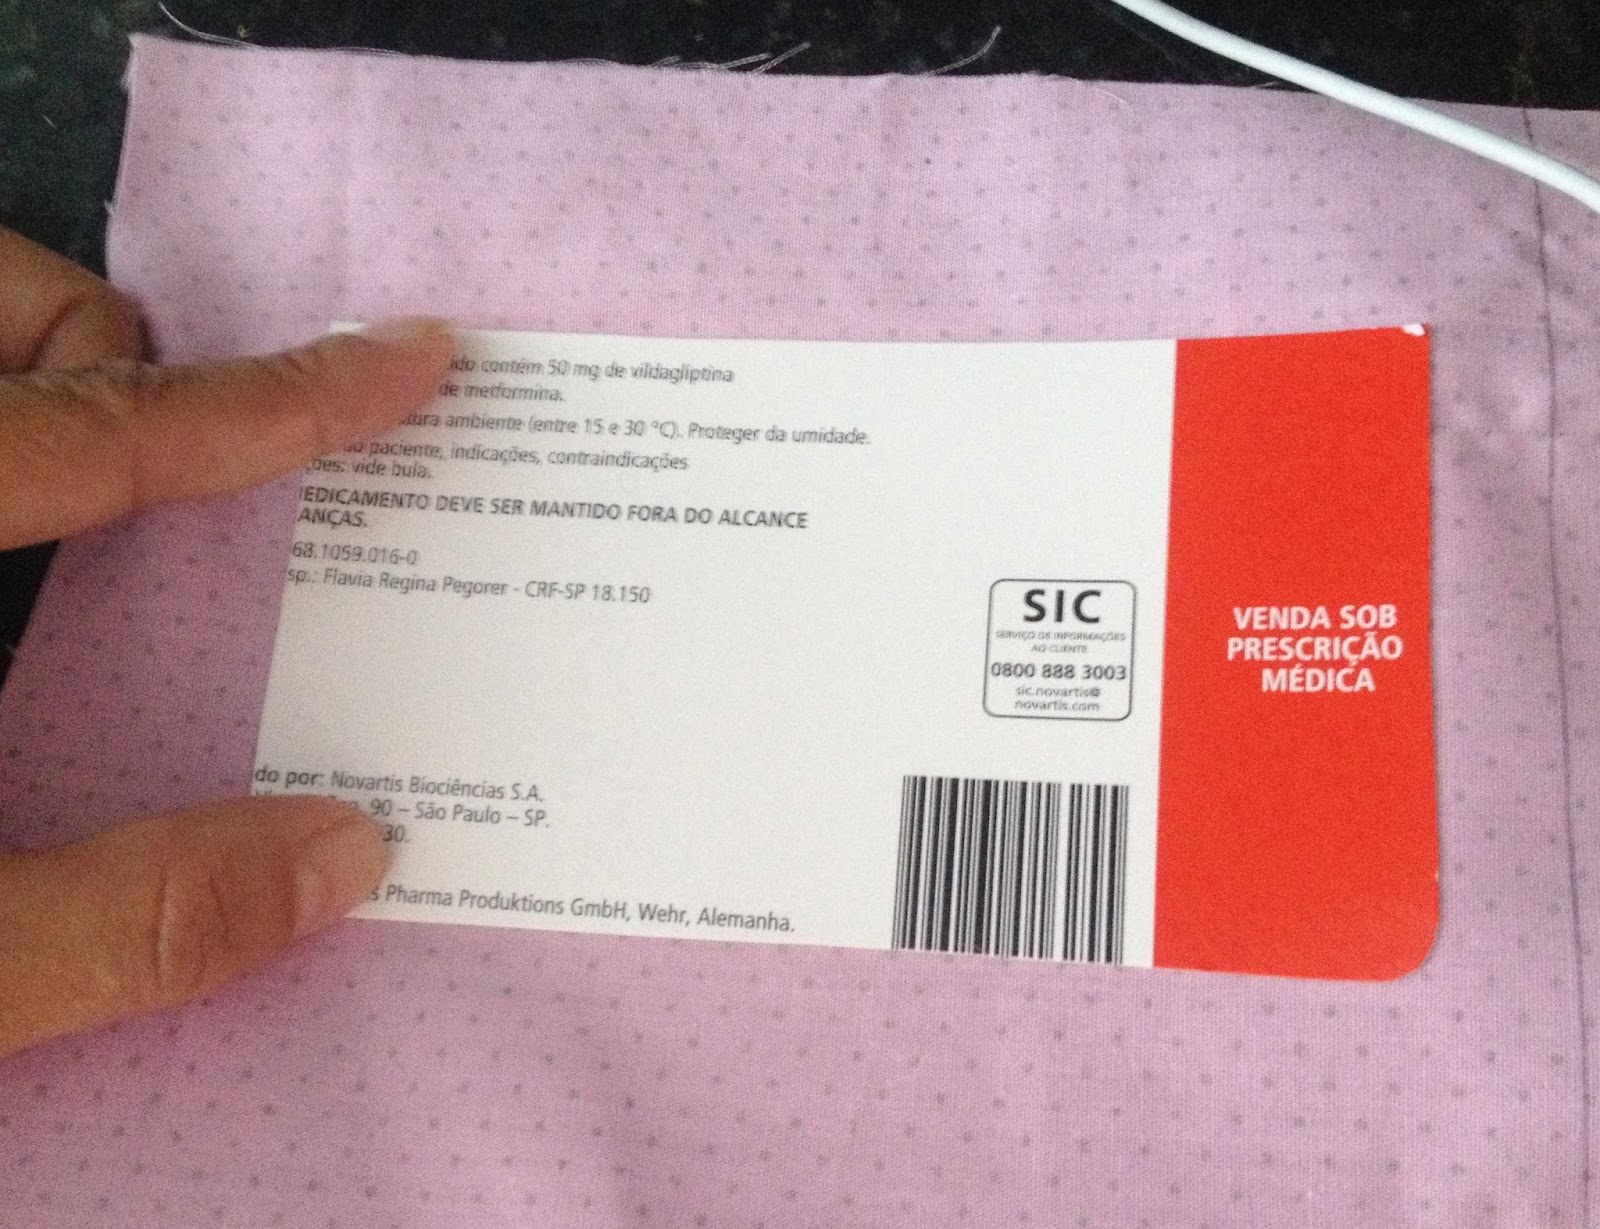 ido contém 50 mg de vildagliptina
de metformina.
tura ambiente (entre 15 e 30 °C). Proteger da umidade.
do paciente, indicações, contraindicações
ções: vide bula.
MEDICAMENTO DEVE SER MANTIDO FORA DO ALCANCE
ANÇAS.
68.1059.016-0
sp.: Flavia Regina Pegorer - CRF-SP 18.150
SIC
SERVIÇO DE INFORMAÇÕES
AO CLIENTE
0800 888 3003
sic.novartis@
novartis.com
VENDA SOB
PRESCRIÇÃO
MÉDICA
do por: Novartis Biociências S.A.
90 – São Paulo – SP.
30.
s Pharma Produktions GmbH, Wehr, Alemanha.